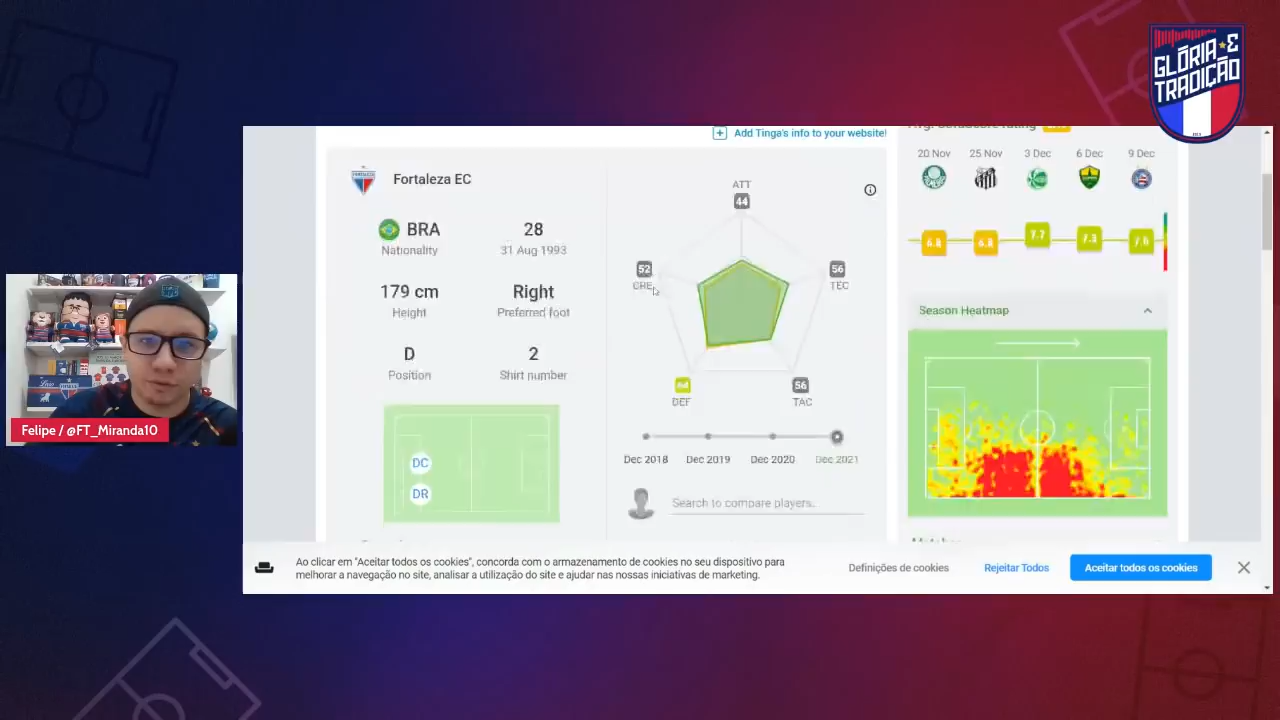 GLÓRIA E
TRADIÇÃO
Add Tinga's info to your website!
Fortaleza EC
BRA
Nationality
28
31 Aug 1993
179 cm
Height
Right
Preferred foot
D
Position
2
Shirt number
DC
DR
ATT
44
52
CRE
56
TEC
DEF
56
TAC
Dec 2018
Dec 2019
Dec 2020
Dec 2021
Search to compare players.
20 Nov
25 Nov
3 Dec
6 Dec
9 Dec
6.8
6.8
7.7
7.3
7.0
Season Heatmap
Felipe / @FT_Miranda10
Ao clicar em "Aceitar todos os cookies", concorda com o armazenamento de cookies no seu dispositivo para
melhorar a navegação no site, analisar a utilização do site e ajudar nas nossas iniciativas de marketing.
Definições de cookies
Rejeitar Todos
Aceitar todos os cookies